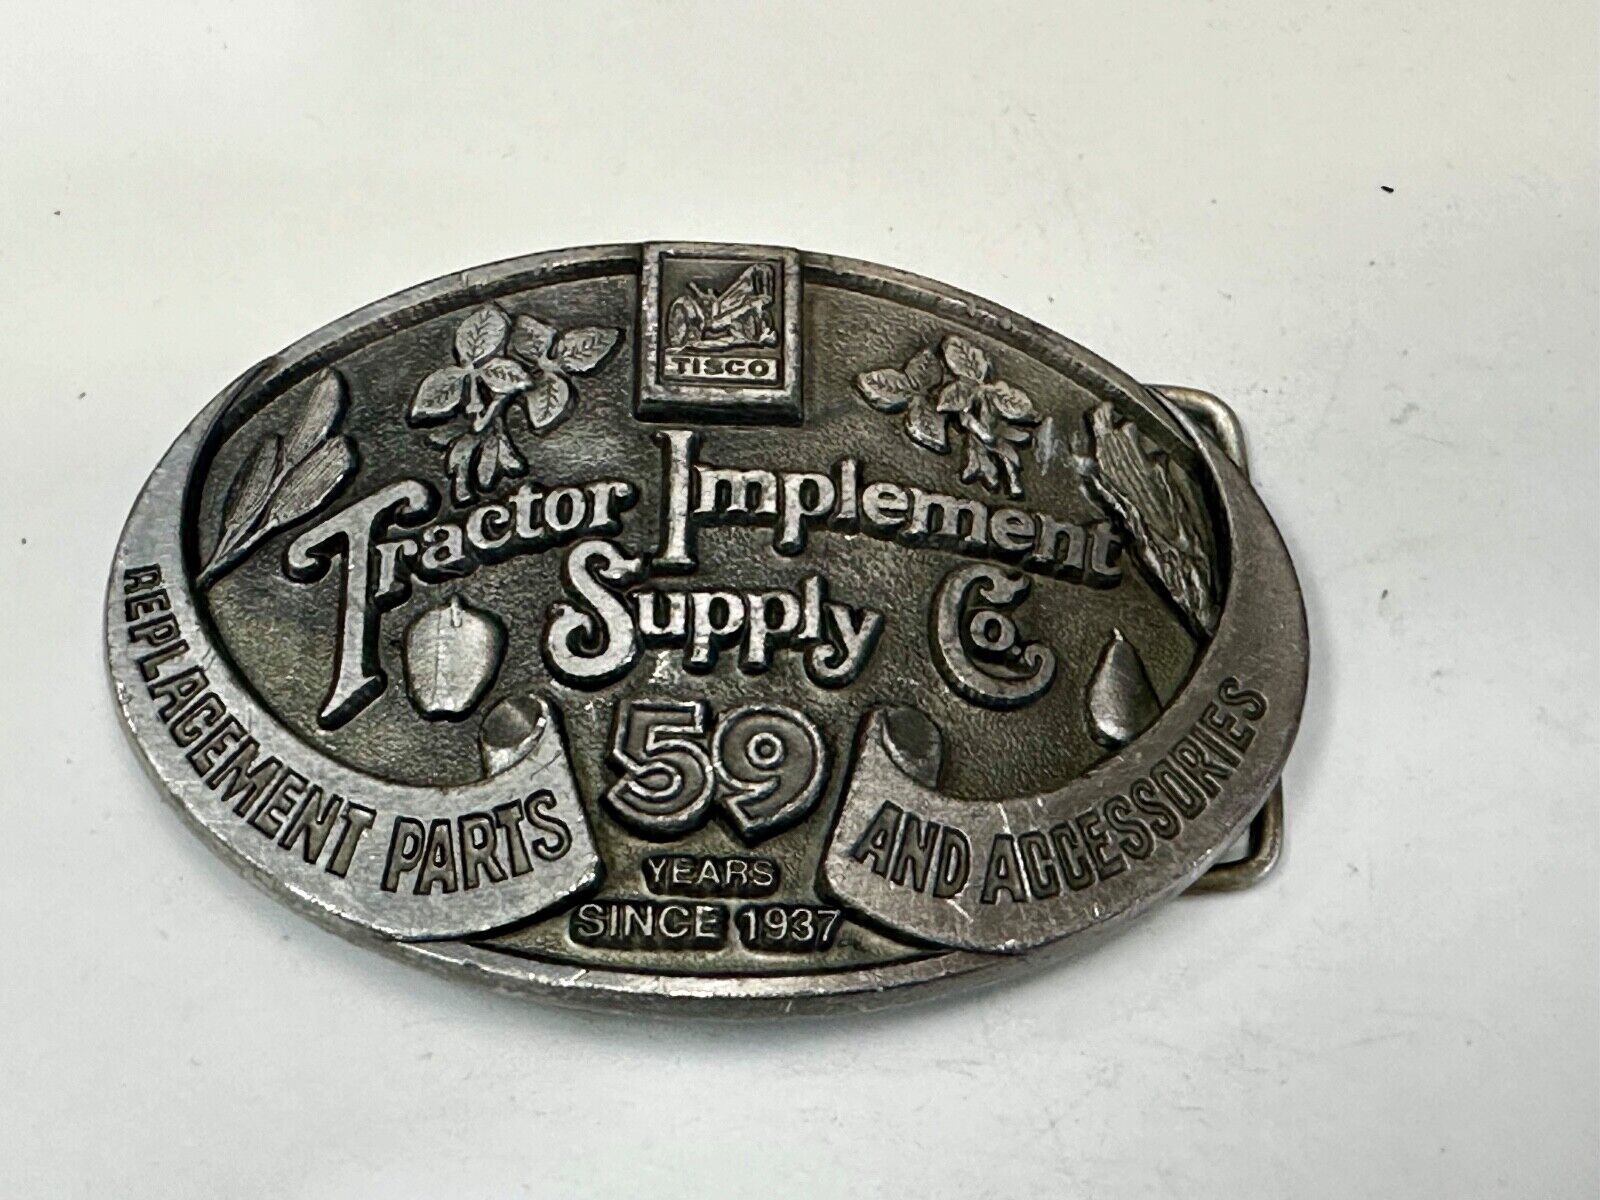 TISCO
Tractor Implement
Supply Co.
59
YEARS
SINCE 1937
REPLACEMENT PARTS
AND ACCESSORIES